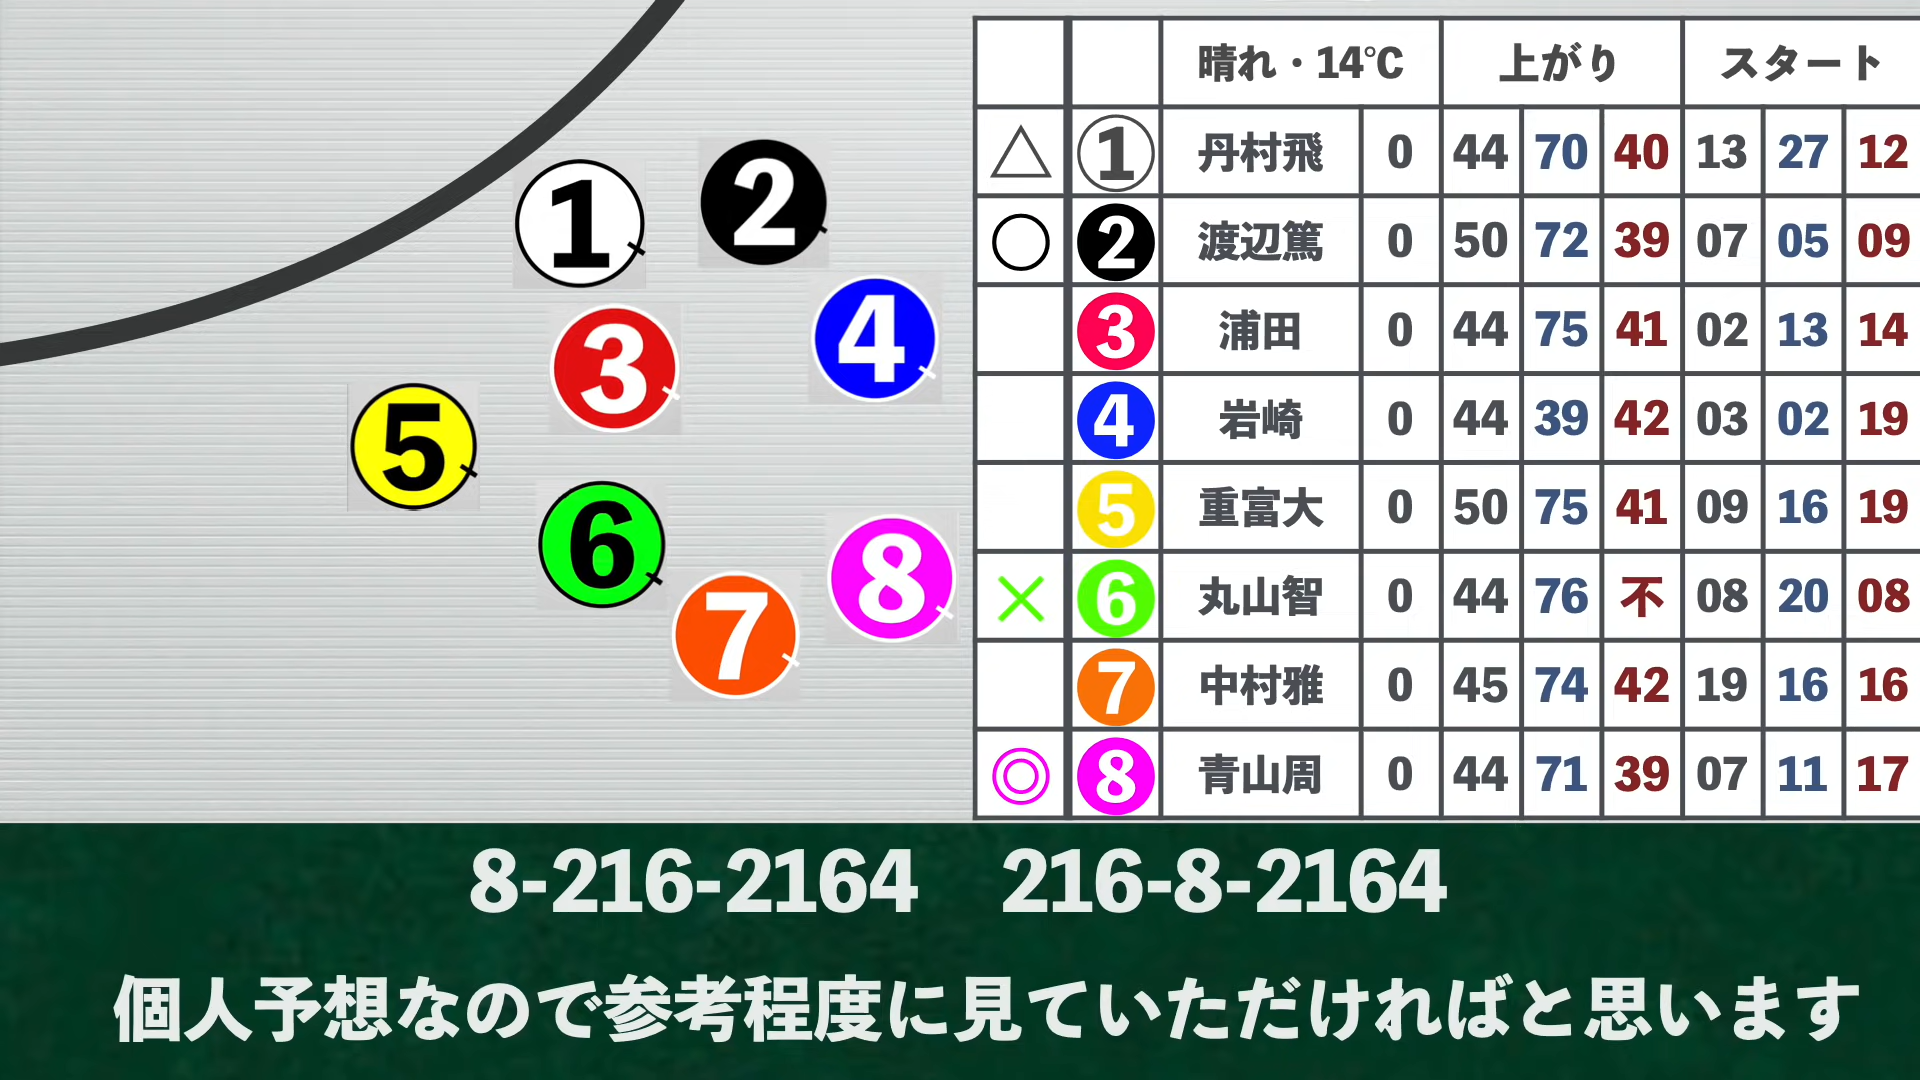 晴れ・14℃ 上がり スタート
△ 1 丹村飛 0 44 70 40 13 27 12
○ 2 渡辺篤 0 50 72 39 07 05 09
3 浦田 0 44 75 41 02 13 14
4 岩崎 0 44 39 42 03 02 19
5 重富大 0 50 75 41 09 16 19
× 6 丸山智 0 44 76 不 08 20 08
7 中村雅 0 45 74 42 19 16 16
◎ 8 青山周 0 44 71 39 07 11 17
1
2
3
4
5
6
7
8
8-216-2164 216-8-2164
個人予想なので参考程度に見ていただければと思います